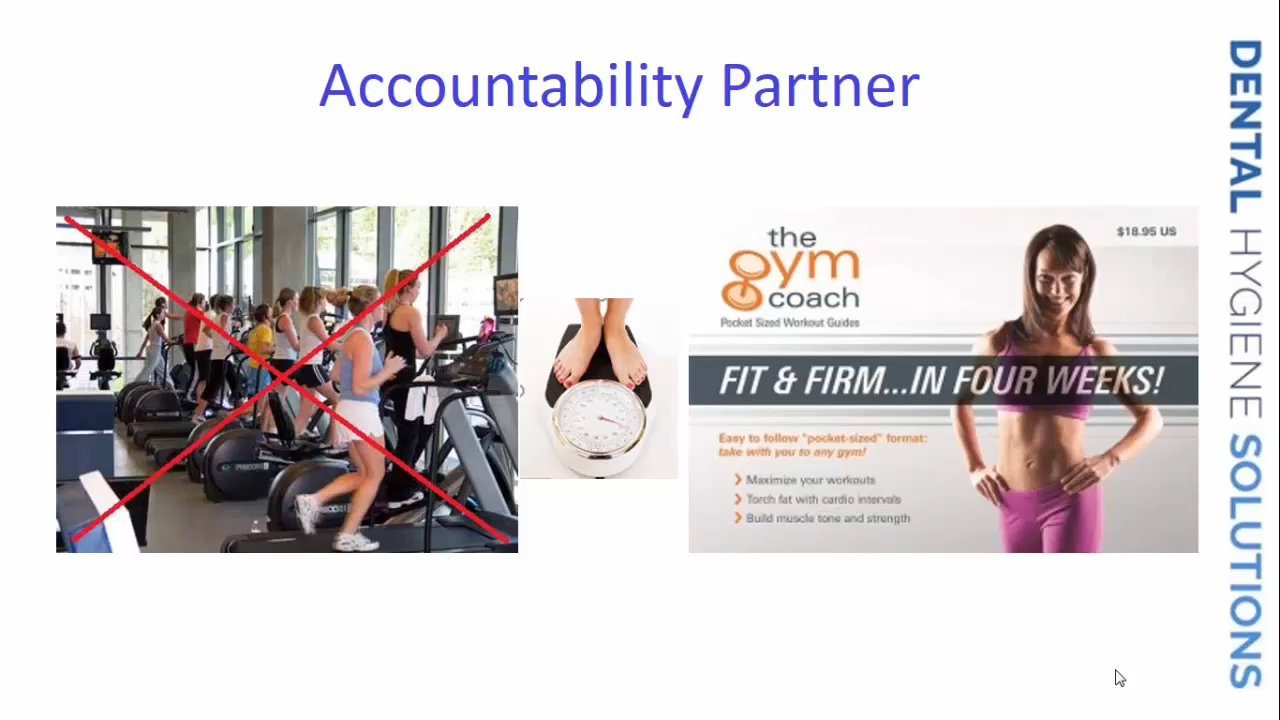 Accountability Partner
the
gym
coach
Pocket Sized Workout Guides
$18.95 US
FIT & FIRM...IN FOUR WEEKS!
Easy to follow "pocket-sized" format:
take with you to any gym!
Maximize your workouts
Torch fat with cardio intervals
Build muscle tone and strength
DENTAL HYGIENE SOLUTIONS